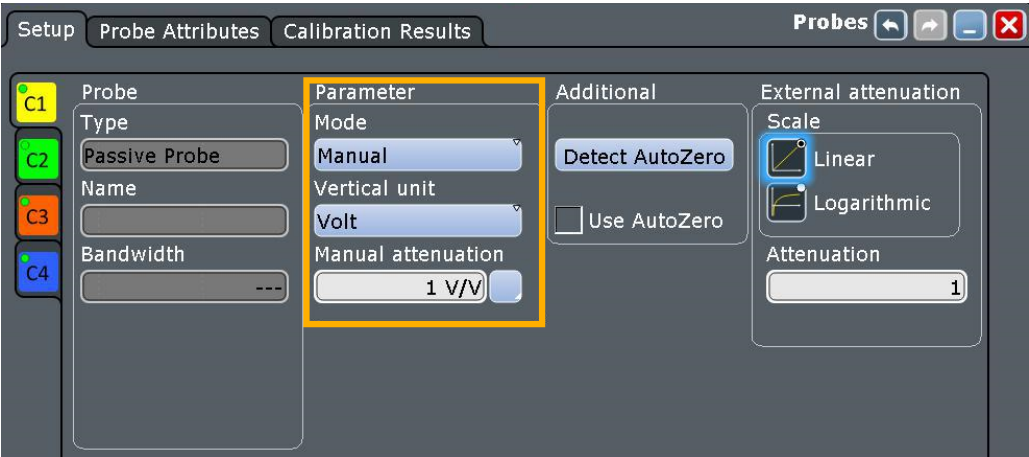 Setup Probe Attributes Calibration Results Probes
C1
C2
C3
C4
Probe
Type
Passive Probe
Name
Bandwidth
---
Parameter
Mode
Manual
Vertical unit
Volt
Manual attenuation
1 V/V
Additional
Detect AutoZero
Use AutoZero
External attenuation
Scale
Linear
Logarithmic
Attenuation
1